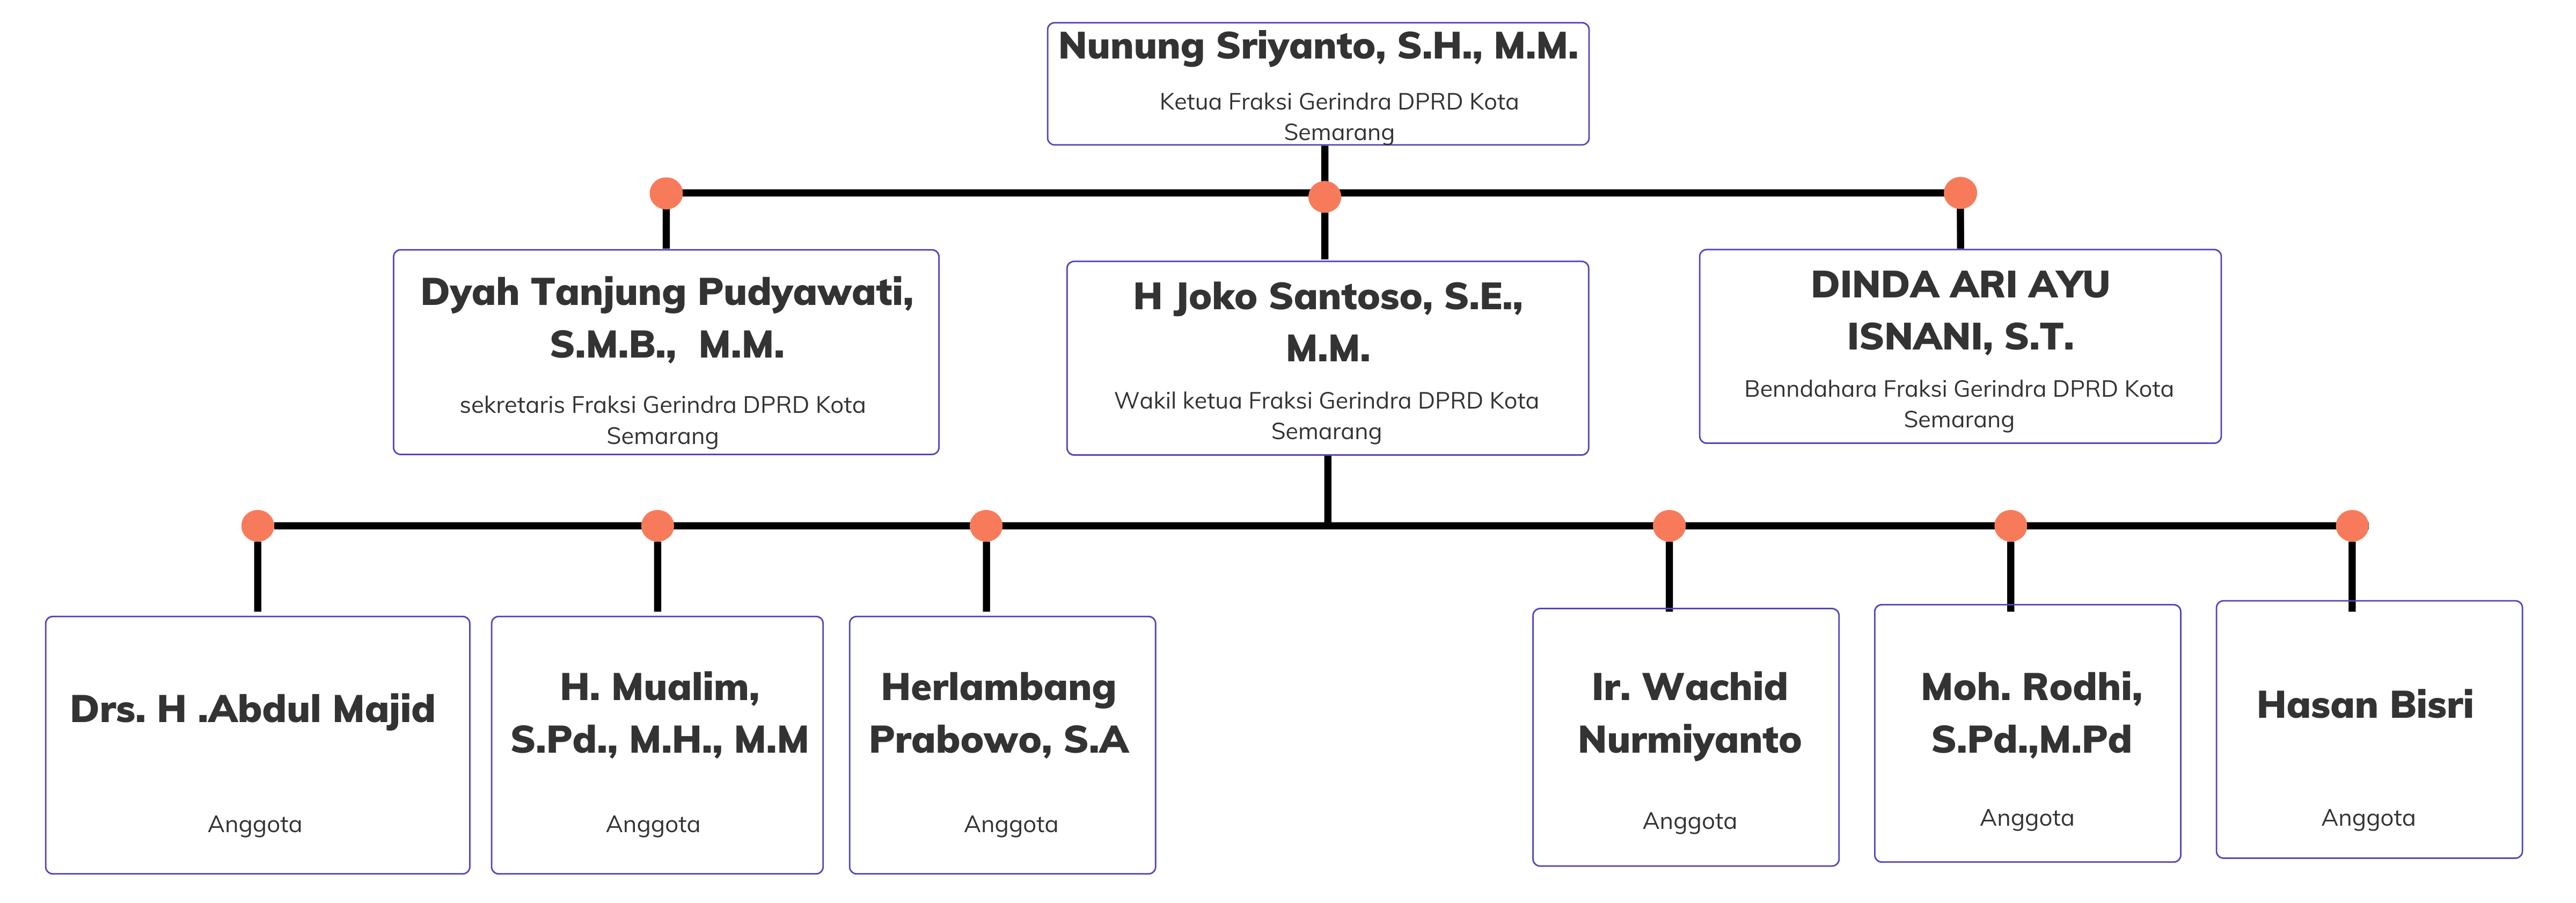 Nunung Sriyanto, S.H., M.M.
Ketua Fraksi Gerindra DPRD Kota
Semarang
Dyah Tanjung Pudyawati,
S.M.B.,  M.M.
sekretaris Fraksi Gerindra DPRD Kota
Semarang
H Joko Santoso, S.E.,
M.M.
Wakil ketua Fraksi Gerindra DPRD Kota
Semarang
DINDA ARI AYU
ISNANI, S.T.
Benndahara Fraksi Gerindra DPRD Kota
Semarang
Drs. H .Abdul Majid
Anggota
H. Mualim,
S.Pd., M.H., M.M
Anggota
Herlambang
Prabowo, S.A
Anggota
Ir. Wachid
Nurmiyanto
Anggota
Moh. Rodhi,
S.Pd.,M.Pd
Anggota
Hasan Bisri
Anggota